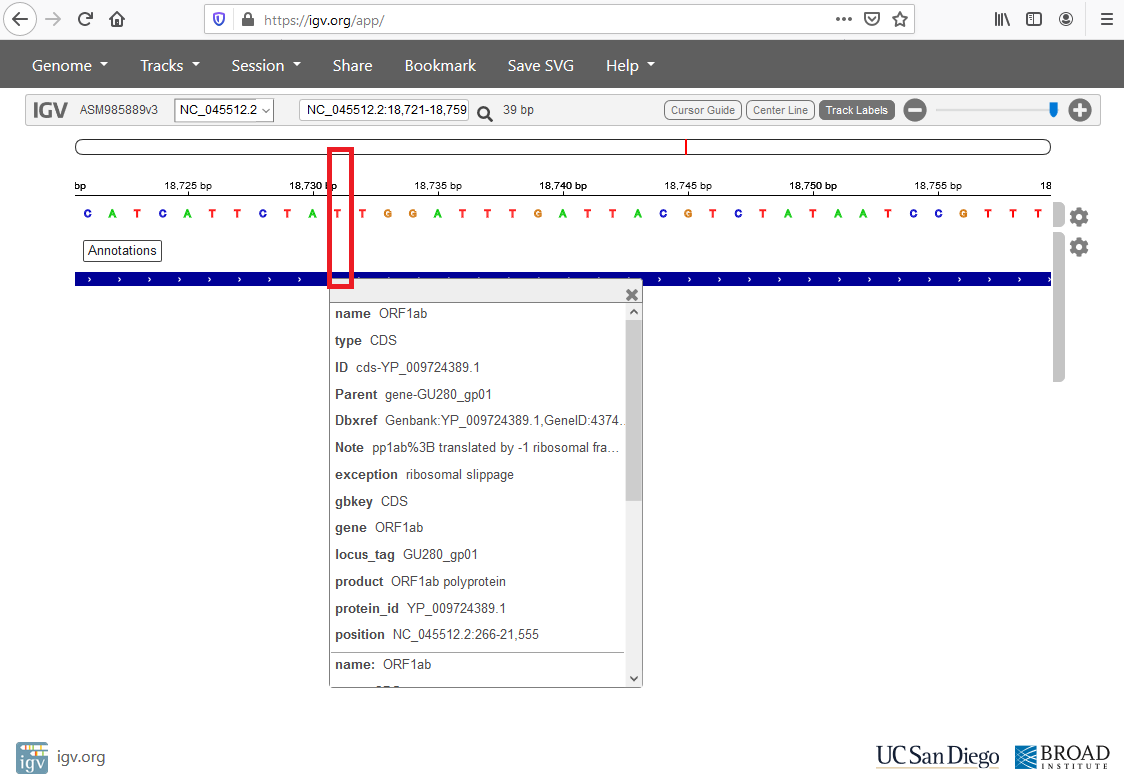 https://igv.org/app/
Genome Tracks Session Share Bookmark Save SVG Help
IGV ASM985889v3 NC_045512.2 NC_045512.2:18,721-18,759 39 bp Cursor Guide Center Line Track Labels
bp 18,725 bp 18,730 bp 18,735 bp 18,740 bp 18,745 bp 18,750 bp 18,755 bp 18
C A T C A T T C T A T T G G A T T T G A T T A C G T C T A T A A T C C G T T T
Annotations
name ORF1ab
type CDS
ID cds-YP_009724389.1
Parent gene-GU280_gp01
Dbxref Genbank:YP_009724389.1,GeneID:4374...
Note pp1ab%3B translated by -1 ribosomal fra...
exception ribosomal slippage
gbkey CDS
gene ORF1ab
locus_tag GU280_gp01
product ORF1ab polyprotein
protein_id YP_009724389.1
position NC_045512.2:266-21,555
name: ORF1ab
igv igv.org UC San Diego BROAD
INSTITUTE